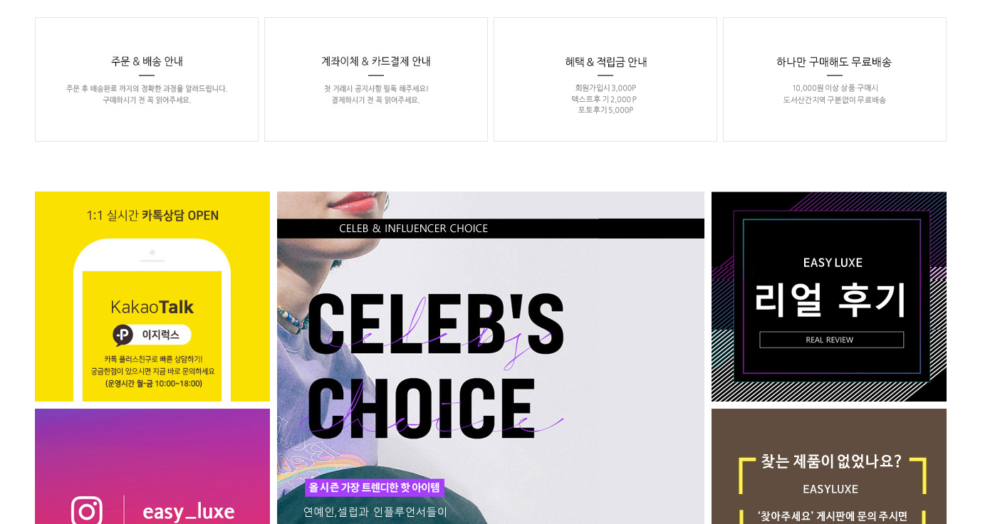 주문 & 배송 안내
주문 후 배송완료 까지의 정확한 과정을 알려드립니다.
구매하시기 전 꼭 읽어주세요.
계좌이체 & 카드결제 안내
첫 거래시 공지사항 필독 해주세요!
결제하시기 전 꼭 읽어주세요.
혜택 & 적립금 안내
회원가입시 3,000P
텍스트후 기 2,000 P
포토후기 5,000P
하나만 구매해도 무료배송
10,000원 이상 상품 구매시
도서산간지역 구분없이 무료배송
1:1 실시간 카톡상담 OPEN
KakaoTalk
P 이지럭스
카톡 플러스친구로 빠른 상담하기!
궁금한점이 있으시면 지금 바로 문의하세요
(운영시간 월-금 10:00~18:00)
easy_luxe
CELEB & INFLUENCER CHOICE
CELEB'S
celeb's
CHOICE
choice
올 시즌 가장 트렌디한 핫 아이템
연예인,셀럽과 인플루언서들이
EASY LUXE
리얼 후기
REAL REVIEW
찾는 제품이 없었나요?
EASYLUXE
‘찾아주세요’ 게시판에 문의 주시면